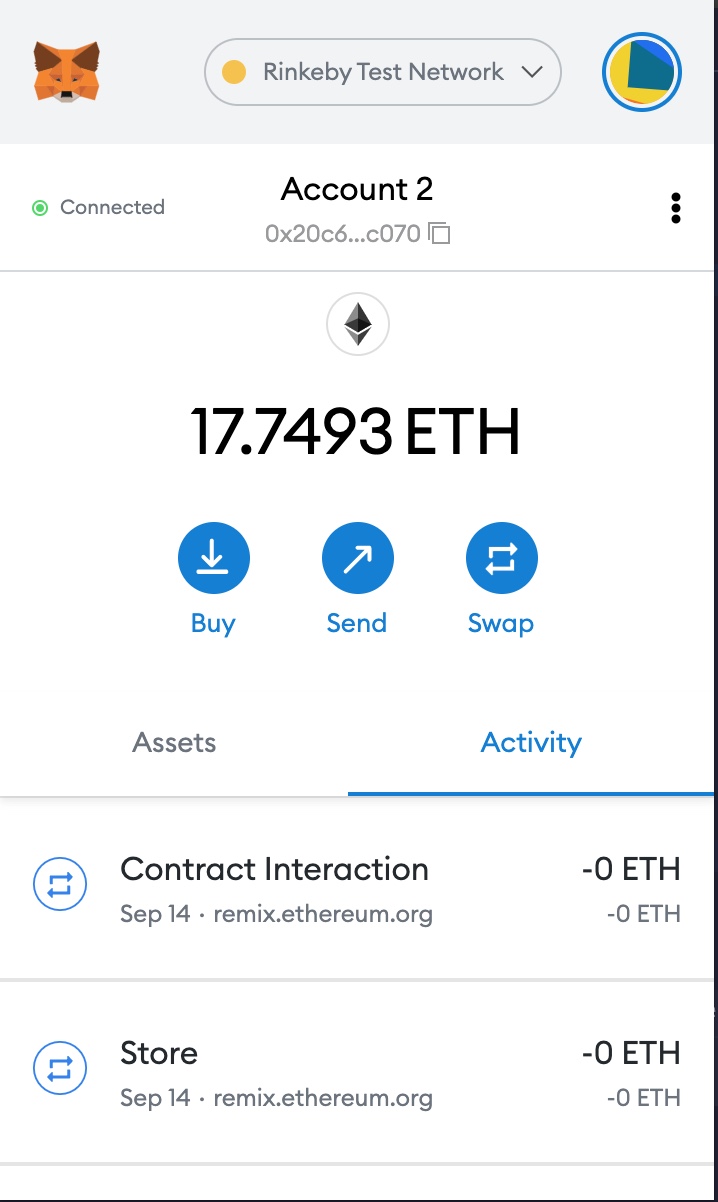 Rinkeby Test Network
Connected
Account 2
0x20c6...c070
17.7493 ETH
Buy
Send
Swap
Assets
Activity
Contract Interaction
-0 ETH
Sep 14 · remix.ethereum.org
-0 ETH
Store
-0 ETH
Sep 14 · remix.ethereum.org
-0 ETH